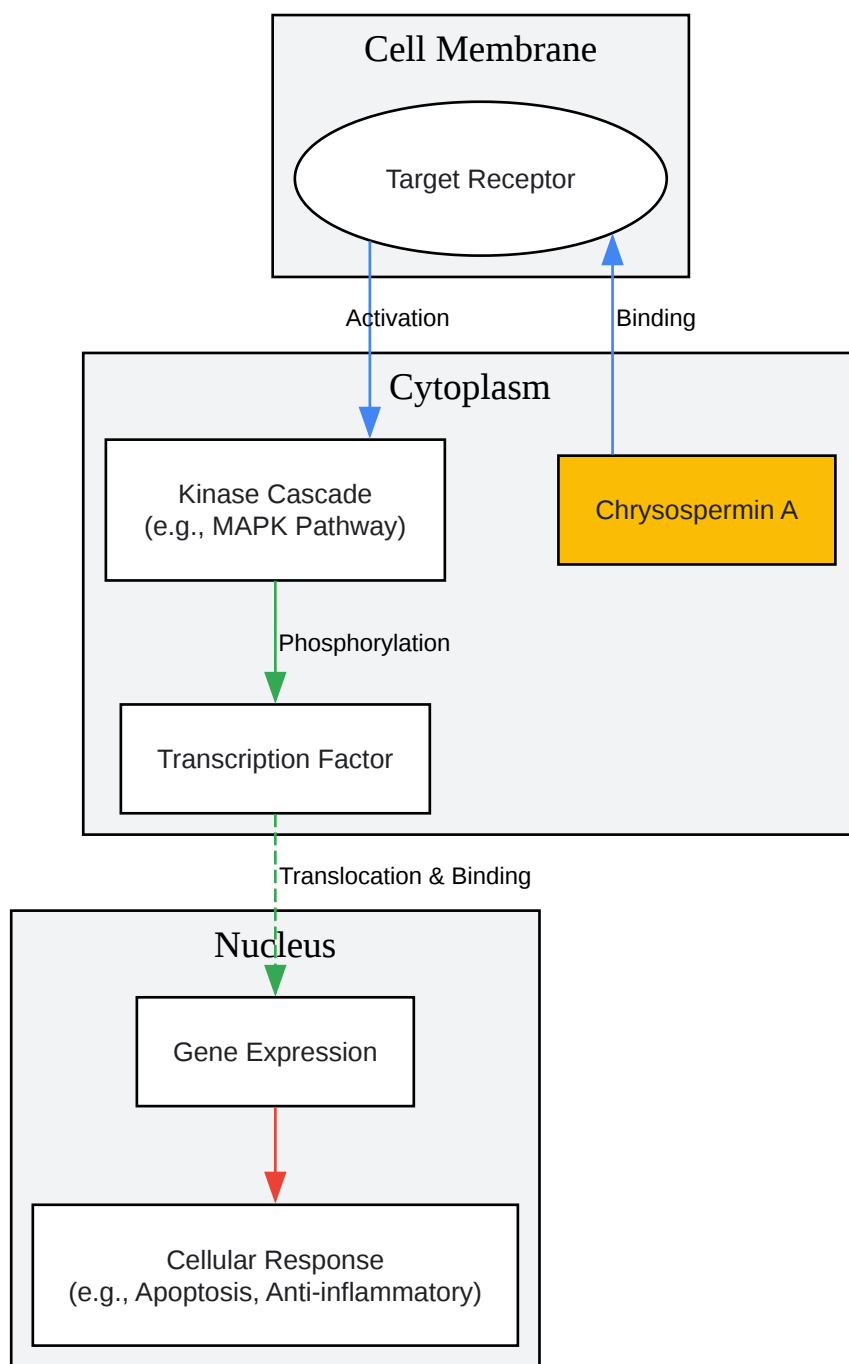 Cell Membrane
Target Receptor
Activation
Binding
Cytoplasm
Kinase Cascade
(e.g., MAPK Pathway)
Chrysospermin A
Phosphorylation
Transcription Factor
Translocation & Binding
Nucleus
Gene Expression
Cellular Response
(e.g., Apoptosis, Anti-inflammatory)